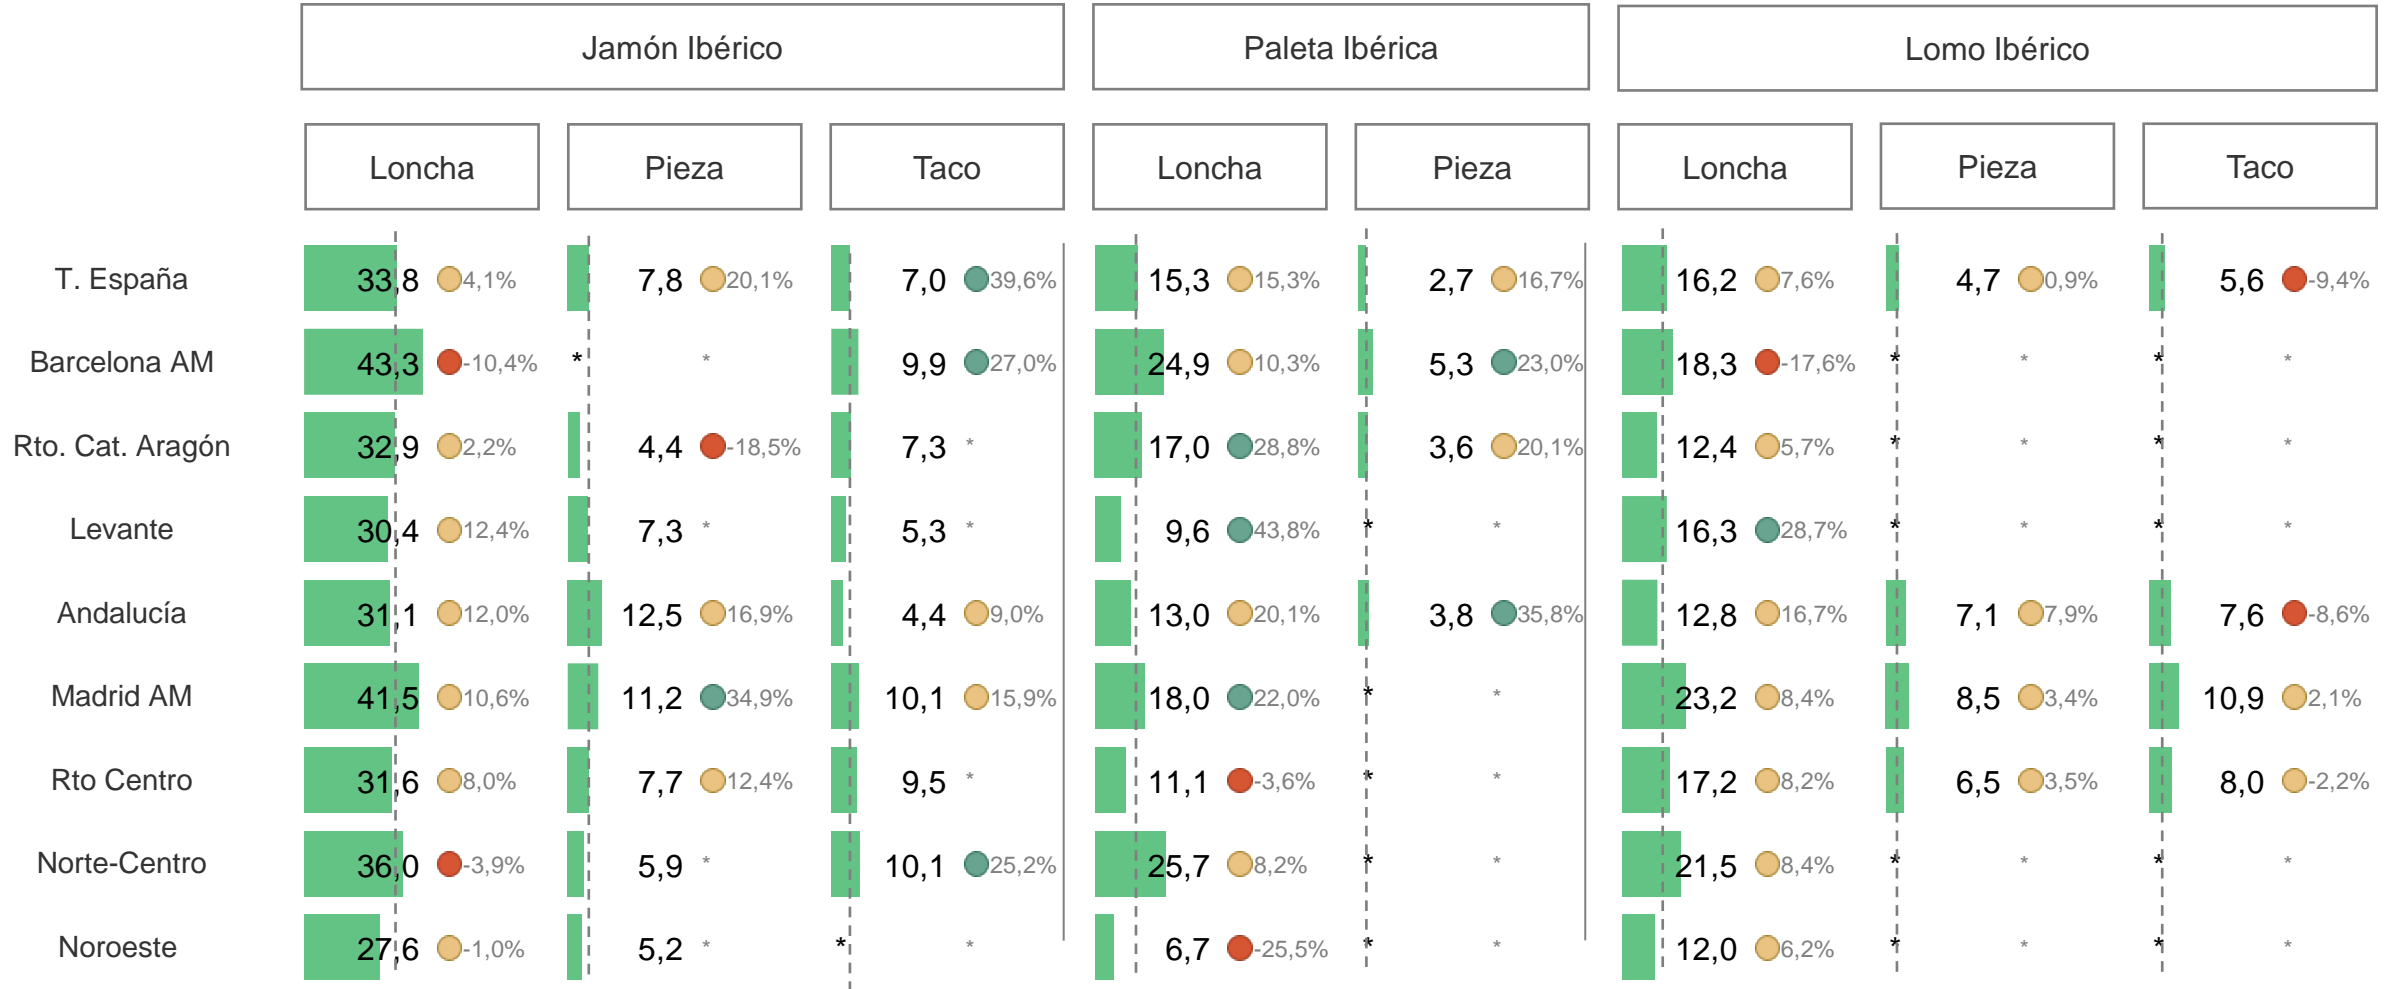 Jamón Ibérico Paleta Ibérica Lomo Ibérico
Loncha Pieza Taco Loncha Pieza Loncha Pieza Taco
T. España 33,8 4,1% 7,8 20,1% 7,0 39,6% 15,3 15,3% 2,7 16,7% 16,2 7,6% 4,7 0,9% 5,6 -9,4%
Barcelona AM 43,3 -10,4% * * 9,9 27,0% 24,9 10,3% 5,3 23,0% 18,3 -17,6% * * * *
Rto. Cat. Aragón 32,9 2,2% 4,4 -18,5% 7,3 * 17,0 28,8% 3,6 20,1% 12,4 5,7% * * * *
Levante 30,4 12,4% 7,3 * 5,3 * 9,6 43,8% * * 16,3 28,7% * * * *
Andalucía 31,1 12,0% 12,5 16,9% 4,4 9,0% 13,0 20,1% 3,8 35,8% 12,8 16,7% 7,1 7,9% 7,6 -8,6%
Madrid AM 41,5 10,6% 11,2 34,9% 10,1 15,9% 18,0 22,0% * * 23,2 8,4% 8,5 3,4% 10,9 2,1%
Rto Centro 31,6 8,0% 7,7 12,4% 9,5 * 11,1 -3,6% * * 17,2 8,2% 6,5 3,5% 8,0 -2,2%
Norte-Centro 36,0 -3,9% 5,9 * 10,1 25,2% 25,7 8,2% * * 21,5 8,4% * * * *
Noroeste 27,6 -1,0% 5,2 * * * 6,7 -25,5% * * 12,0 6,2% * * * *